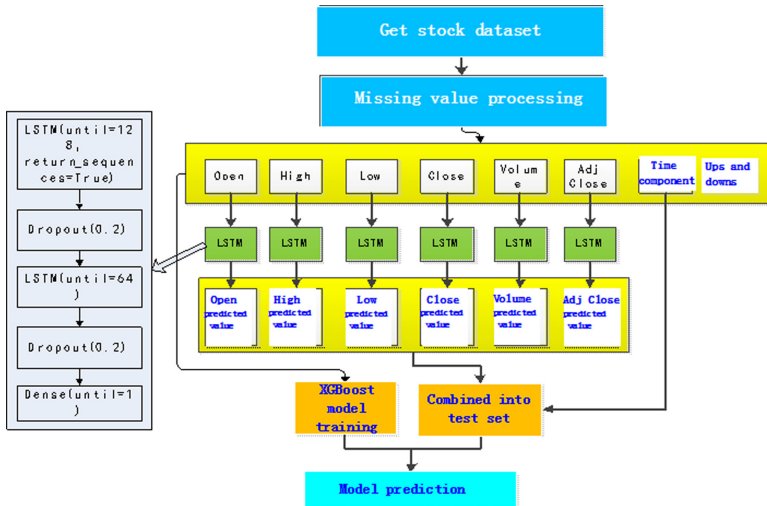 Get stock dataset
Missing value processing
LSTM(until=12
8,
return_sequen
ces=True)
Dropout(0.2)
LSTM(until=64
)
Dropout(0.2)
Dense(until=1
)
Open
High
Low
Close
Volum
e
Adj
Close
Time
component
Ups and
downs
LSTM
LSTM
LSTM
LSTM
LSTM
LSTM
Open
predicted
value
High
predicted
value
Low
predicted
value
Close
predicted
value
Volume
predicted
value
Adj Close
predicted
value
XGBoost
model
training
Combined into
test set
Model prediction